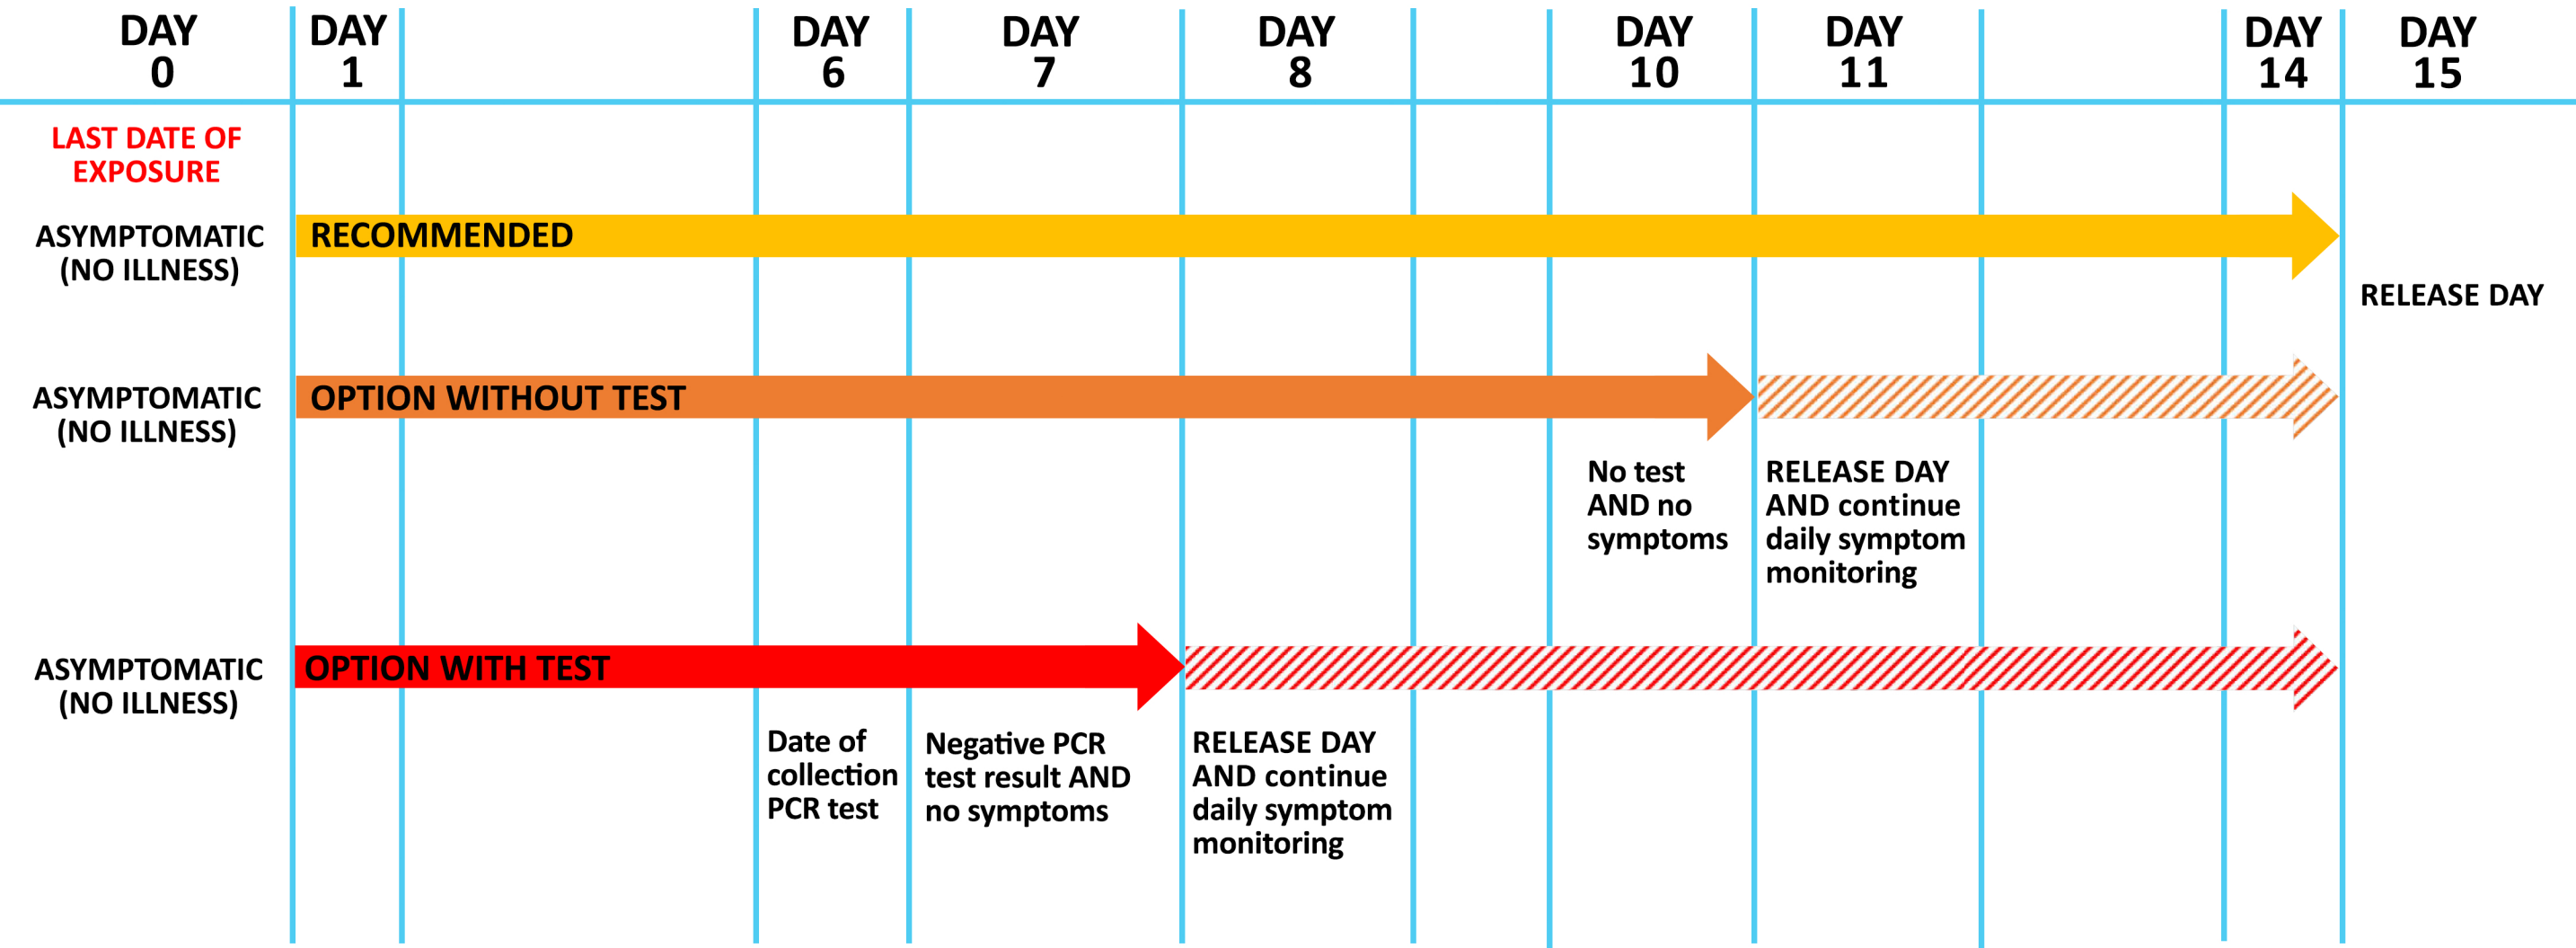 DAY
0
DAY
1
DAY
6
DAY
7
DAY
8
DAY
10
DAY
11
DAY
14
DAY
15
LAST DATE OF
EXPOSURE
ASYMPTOMATIC
(NO ILLNESS)
RECOMMENDED
RELEASE DAY
ASYMPTOMATIC
(NO ILLNESS)
OPTION WITHOUT TEST
No test
AND no
symptoms
RELEASE DAY
AND continue
daily symptom
monitoring
ASYMPTOMATIC
(NO ILLNESS)
OPTION WITH TEST
Date of
collection
PCR test
Negative PCR
test result AND
no symptoms
RELEASE DAY
AND continue
daily symptom
monitoring